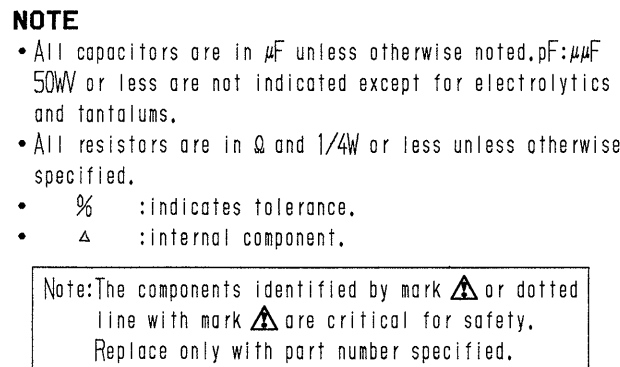 NOTE
• All capacitors are in μF unless otherwise noted.pF:μμF
50WV or less are not indicated except for electrolytics
and tantalums.
• All resistors are in Ω and 1/4W or less unless otherwise
specified.
• % :indicates tolerance.
• △ :internal component.
Note:The components identified by mark ⚠ or dotted
line with mark ⚠ are critical for safety.
Replace only with part number specified.